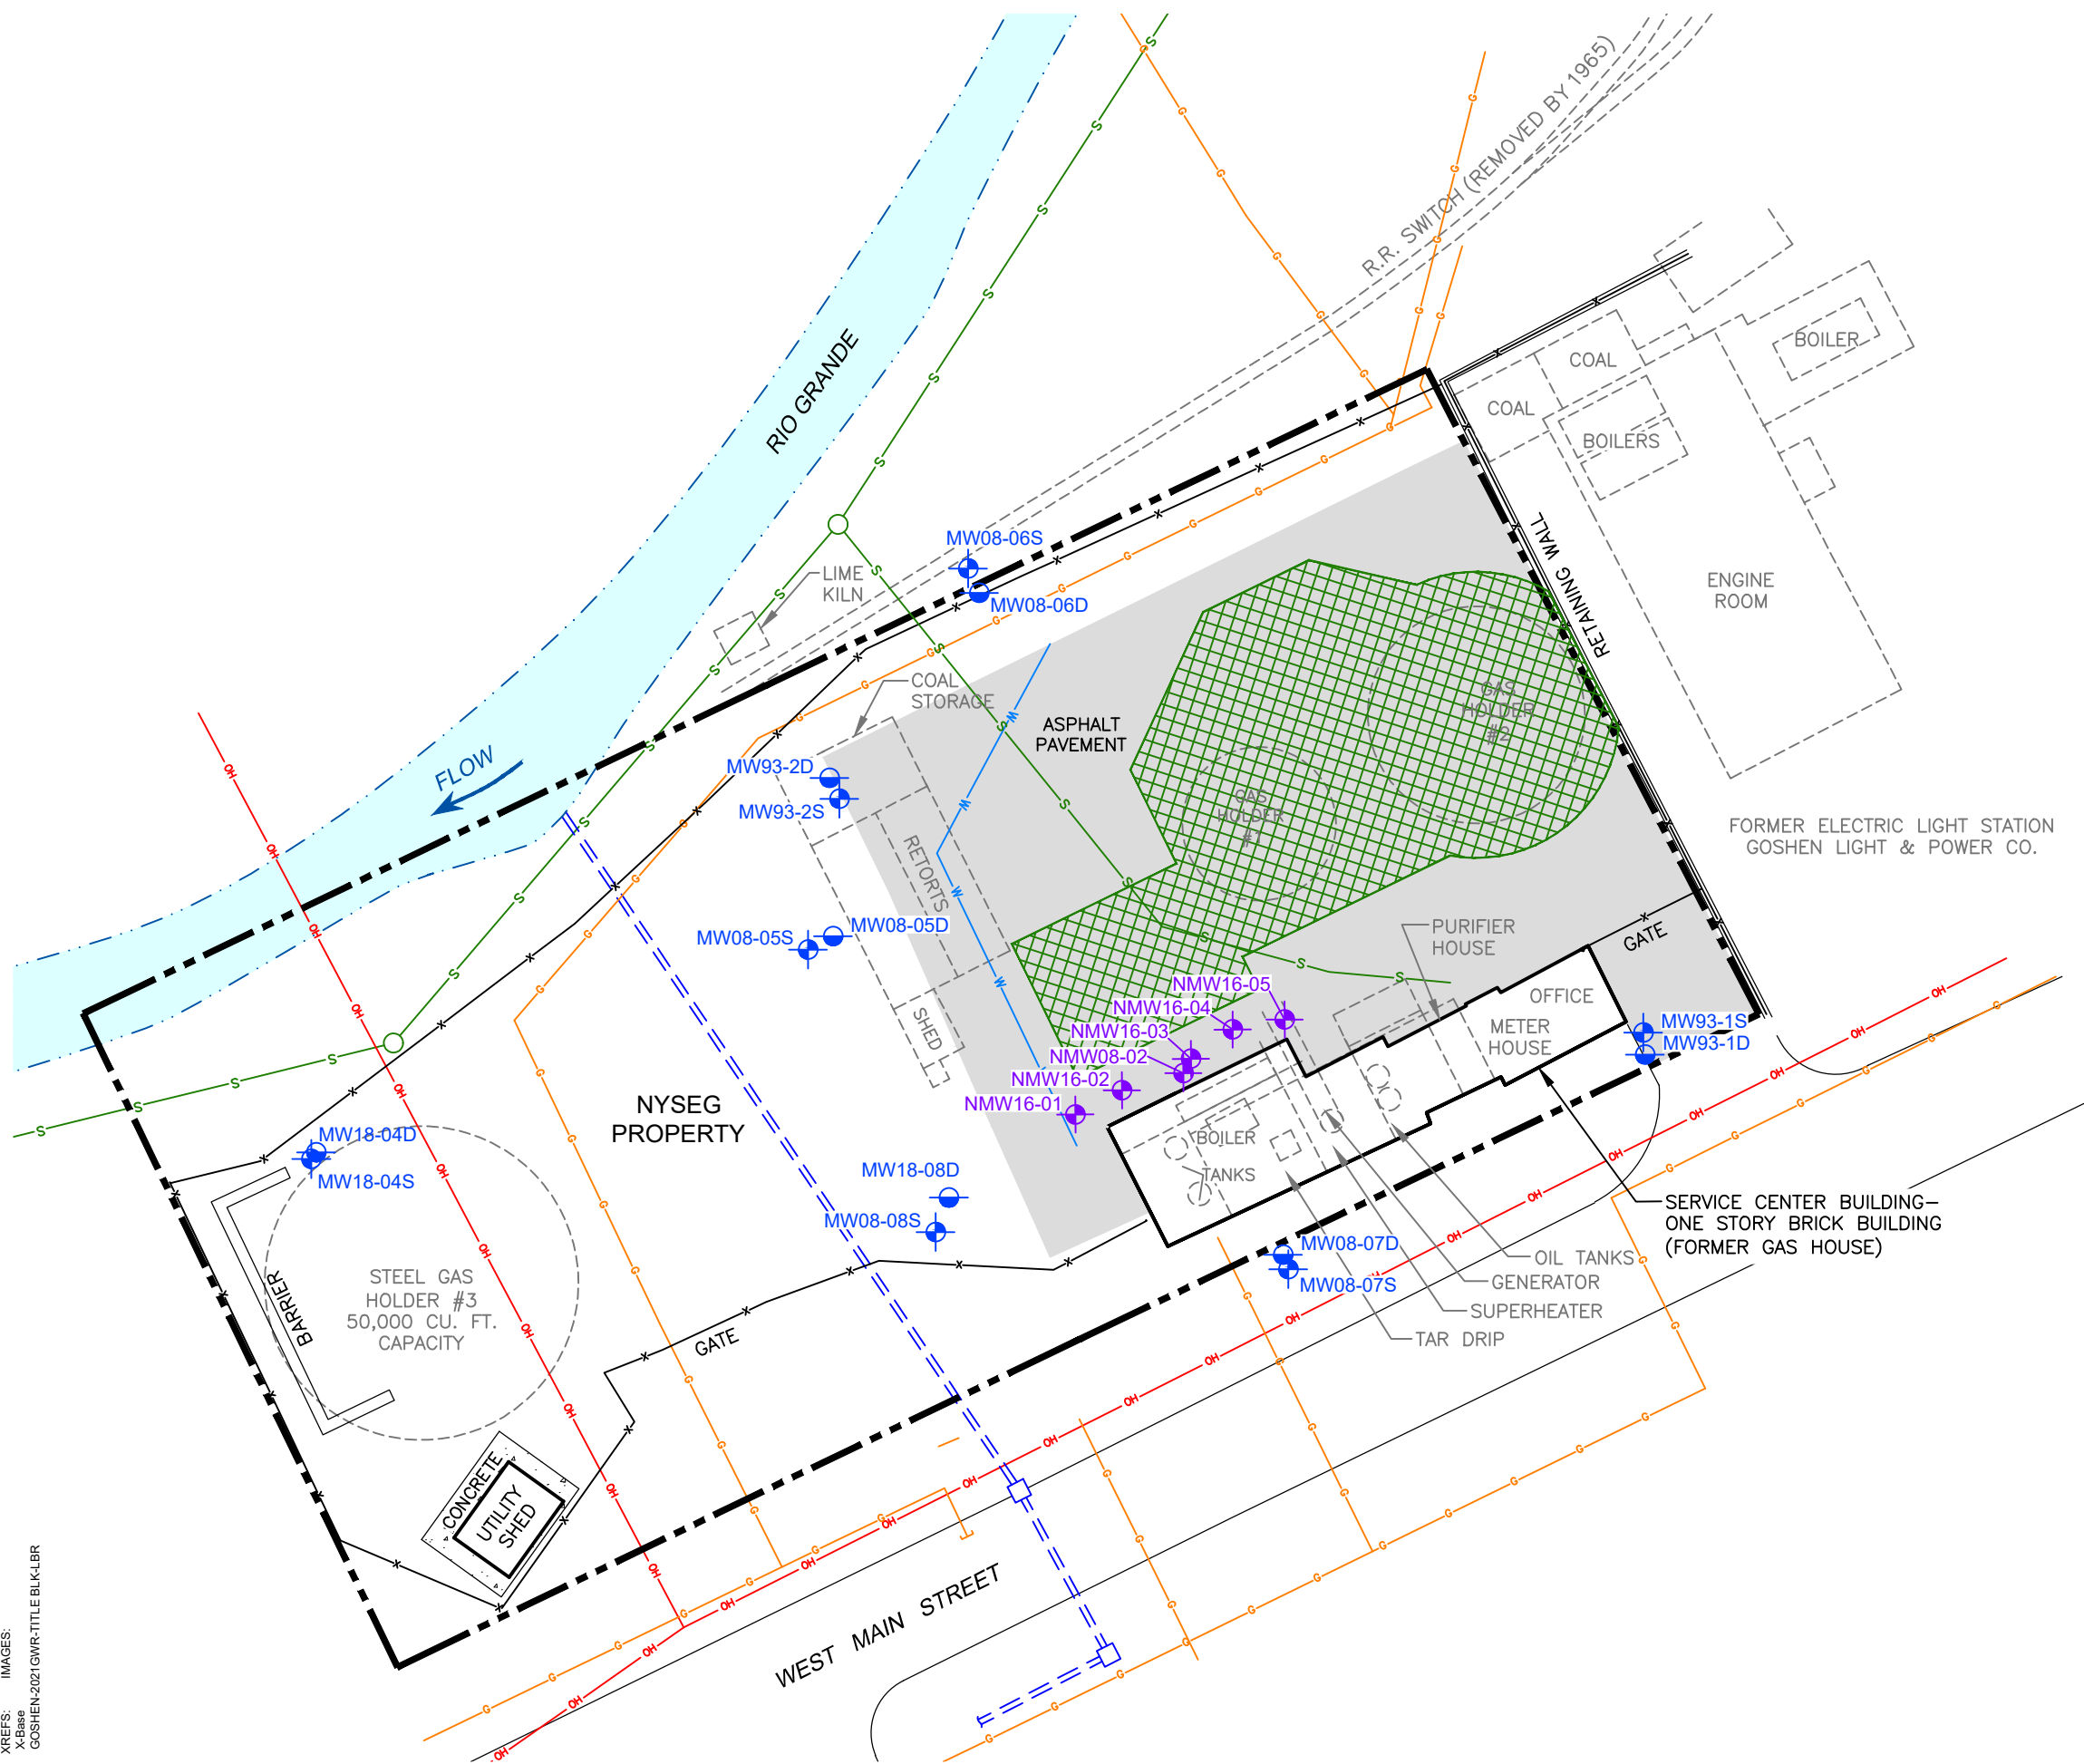 R.R. SWITCH (REMOVED BY 1965)
RIO GRANDE
BOILER
COAL
COAL
BOILERS
ENGINE
ROOM
RETAINING WALL
MW08-06S
MW08-06D
LIME
KILN
COAL
STORAGE
ASPHALT
PAVEMENT
GAS
HOLDER
#2
GAS
HOLDER
#1
FLOW
MW93-2D
MW93-2S
RETORTS
FORMER ELECTRIC LIGHT STATION
GOSHEN LIGHT & POWER CO.
MW08-05S
MW08-05D
PURIFIER
HOUSE
GATE
SHED
NMW16-05
NMW16-04
NMW16-03
NMW08-02
NMW16-02
NMW16-01
OFFICE
METER
HOUSE
MW93-1S
MW93-1D
NYSEG
PROPERTY
BOILER
TANKS
MW18-04D
MW18-04S
MW18-08D
MW08-08S
MW08-07D
MW08-07S
SERVICE CENTER BUILDING-
ONE STORY BRICK BUILDING
(FORMER GAS HOUSE)
OIL TANKS
GENERATOR
SUPERHEATER
TAR DRIP
STEEL GAS
HOLDER #3
50,000 CU. FT.
CAPACITY
BARRIER
GATE
CONCRETE
UTILITY
SHED
WEST MAIN STREET
XREFS: IMAGES:
X-Base
GOSHEN-2021GWR-TITLE BLK-LBR